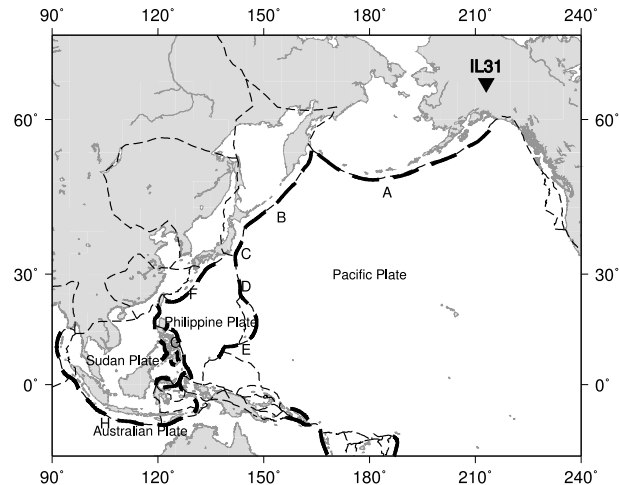 90˚ 120˚ 150˚ 180˚ 210˚ 240˚
IL31
60˚ 60˚
A
B
C
30˚ Pacific Plate 30˚
D
F
Philippine Plate
G
E
Sudan Plate
0˚ 0˚
H
Australian Plate
90˚ 120˚ 150˚ 180˚ 210˚ 240˚